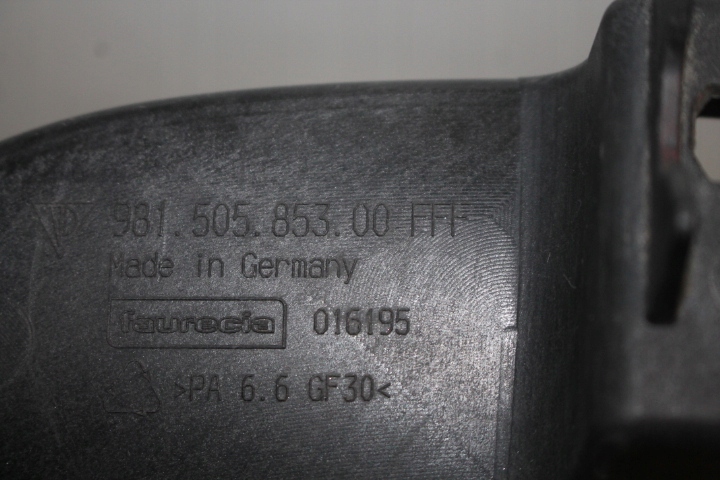 981.505.853.00 FFF
Made in Germany
faurecia 016195
>PA 6.6 GF30<